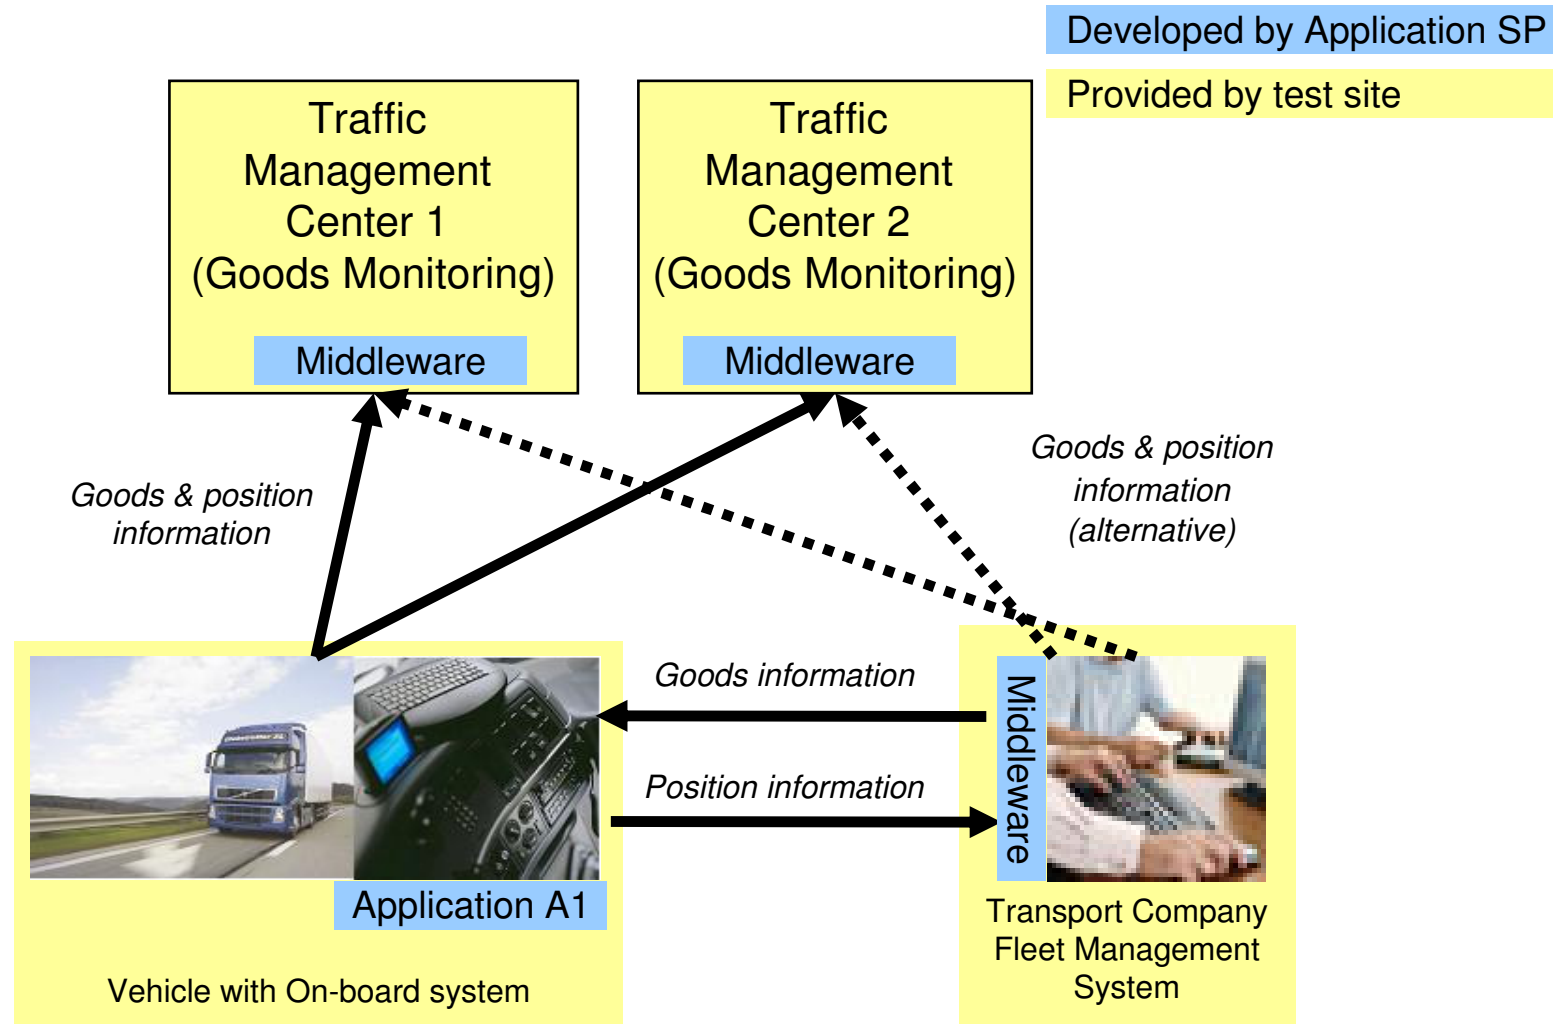 Developed by Application SP
Provided by test site
Traffic
Management
Center 1
(Goods Monitoring)
Middleware
Traffic
Management
Center 2
(Goods Monitoring)
Middleware
Goods & position
information
Goods & position
information
(alternative)
Goods information
Position information
Middleware
Application A1
Vehicle with On-board system
Transport Company
Fleet Management
System